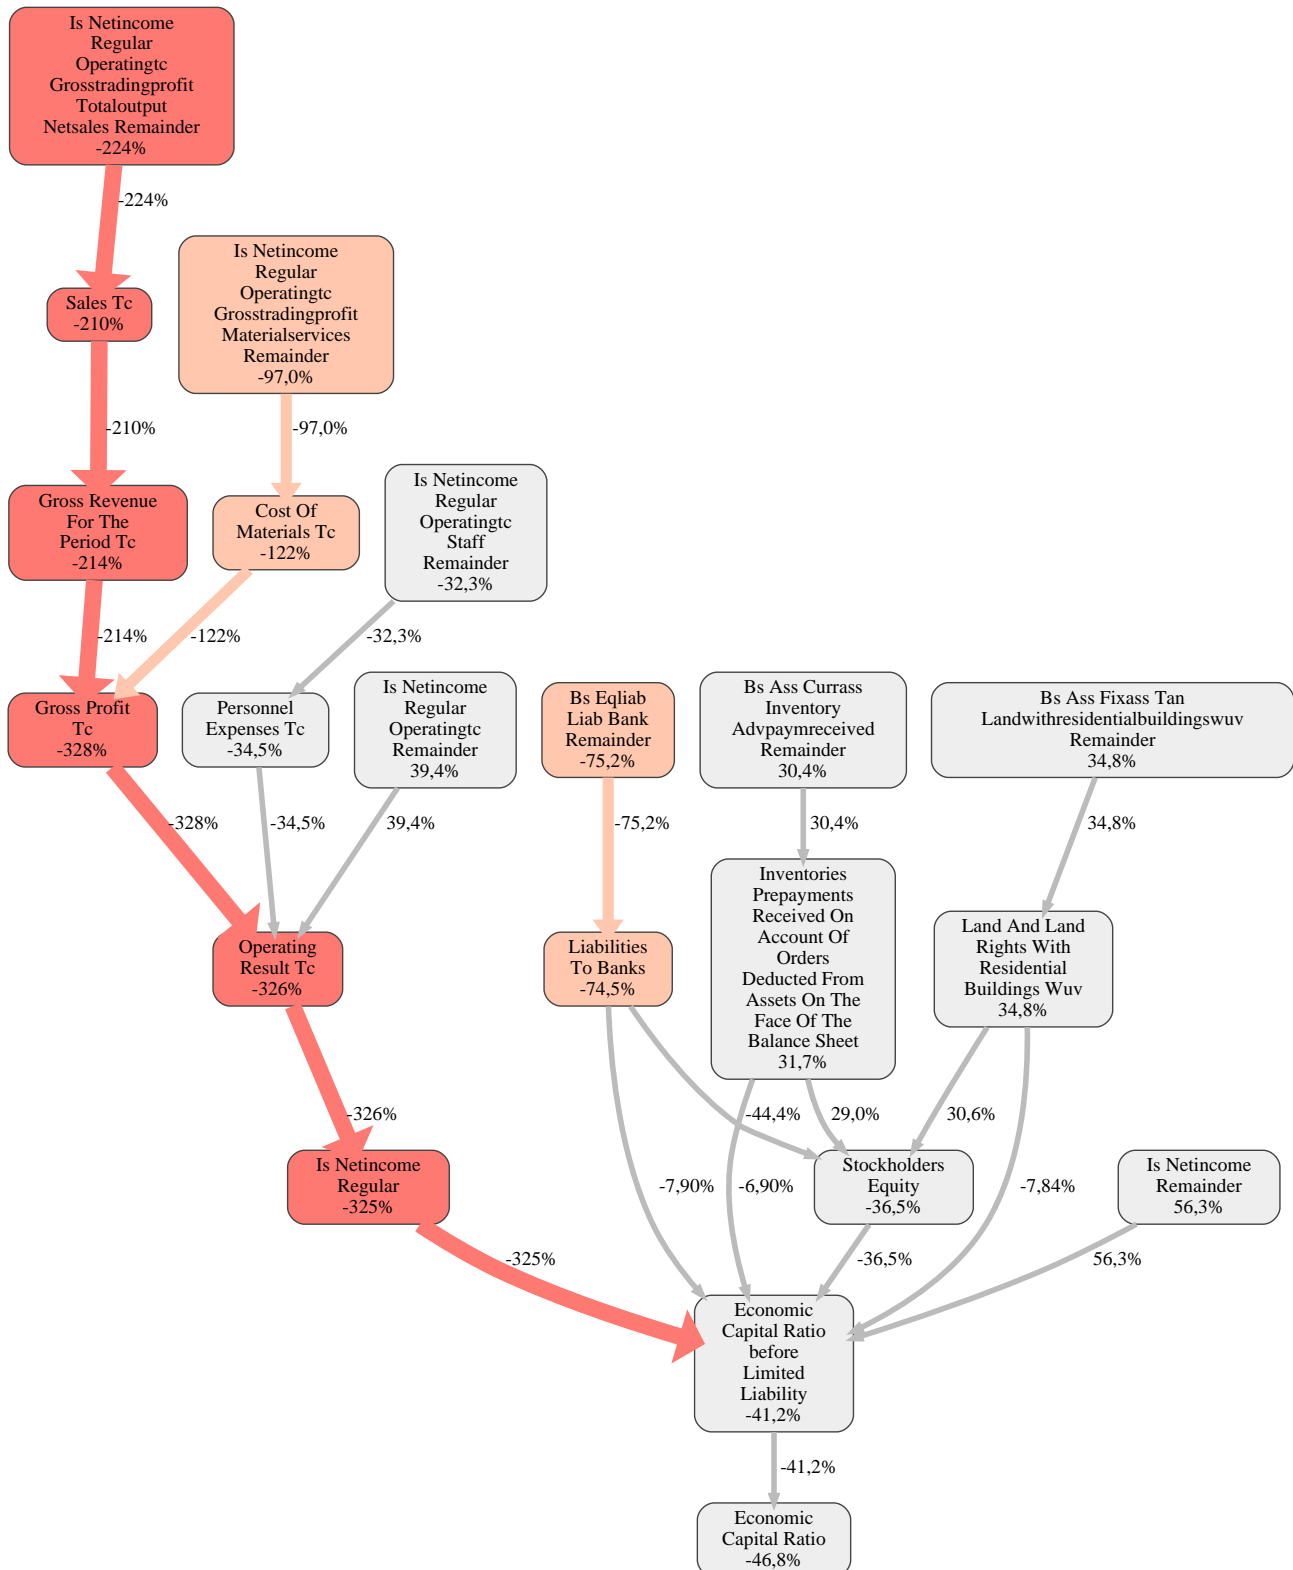 Is Netincome
Regular
Operatingtc
Grosstradingprofit
Totaloutput
Netsales Remainder
-224%
-224%
Is Netincome
Regular
Operatingtc
Grosstradingprofit
Materialservices
Remainder
-97,0%
Sales Tc
-210%
-210%
-97,0%
Is Netincome
Regular
Operatingtc
Staff
Remainder
-32,3%
Gross Revenue
For The
Period Tc
-214%
Cost Of
Materials Tc
-122%
-214%
-122%
-32,3%
Gross Profit
Tc
-328%
Personnel
Expenses Tc
-34,5%
Is Netincome
Regular
Operatingtc
Remainder
39,4%
Bs Eqliab
Liab Bank
Remainder
-75,2%
Bs Ass Currass
Inventory
Advpaymreceived
Remainder
30,4%
Bs Ass Fixass Tan
Landwithresidentialbuildingswuv
Remainder
34,8%
-328%
-34,5%
39,4%
-75,2%
30,4%
34,8%
Operating
Result Tc
-326%
Liabilities
To Banks
-74,5%
Inventories
Prepayments
Received On
Account Of
Orders
Deducted From
Assets On The
Face Of The
Balance Sheet
31,7%
Land And Land
Rights With
Residential
Buildings Wuv
34,8%
-326%
-44,4%
29,0%
30,6%
Is Netincome
Regular
-325%
-7,90%
-6,90%
Stockholders
Equity
-36,5%
-7,84%
Is Netincome
Remainder
56,3%
-325%
-36,5%
56,3%
Economic
Capital Ratio
before
Limited
Liability
-41,2%
-41,2%
Economic
Capital Ratio
-46,8%